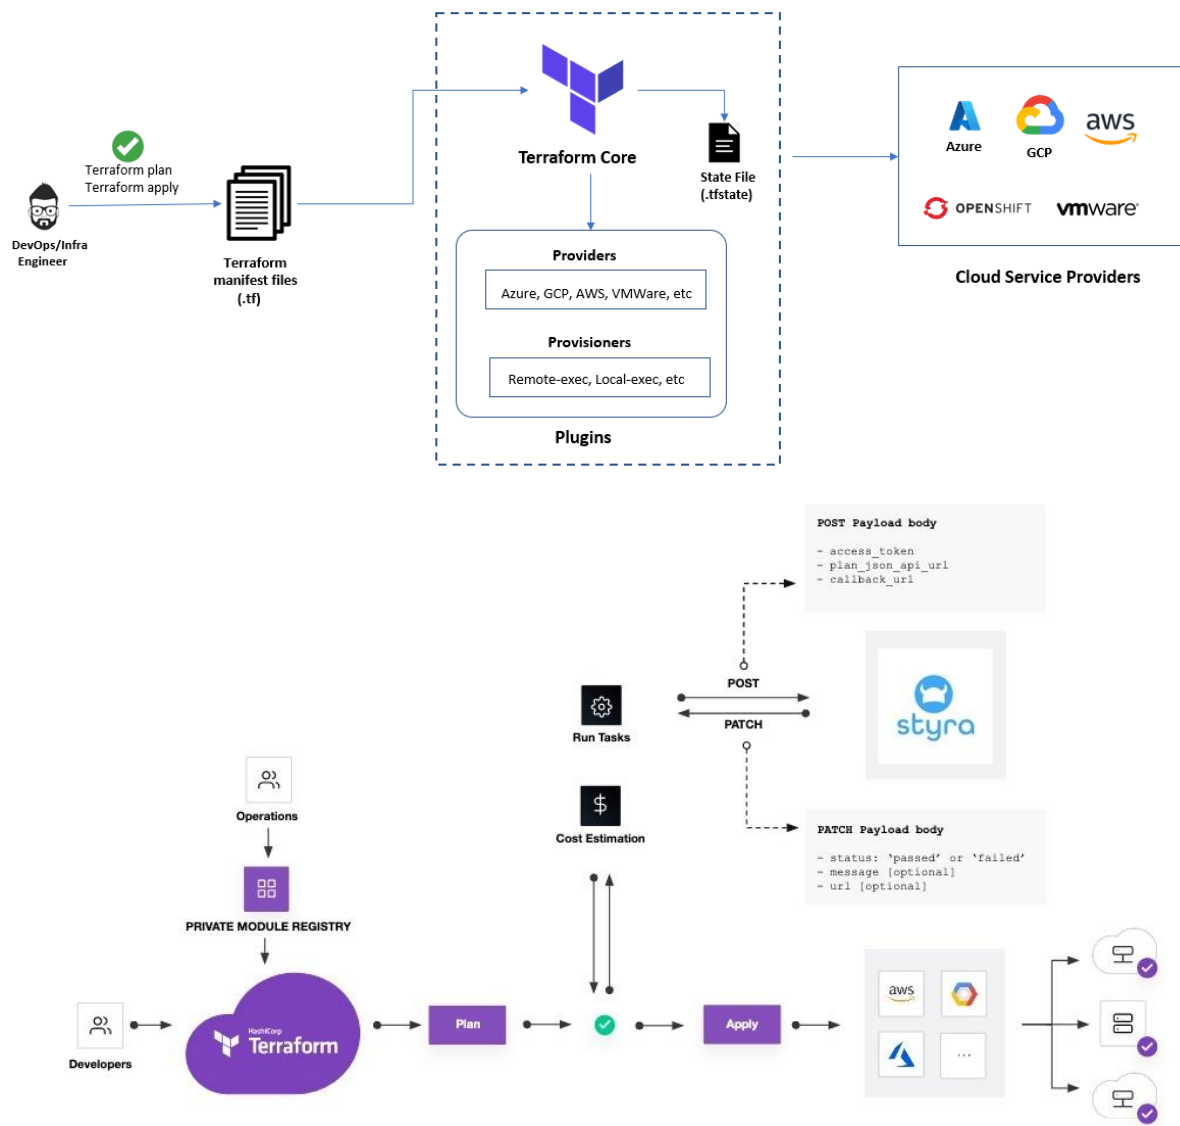 Terraform plan
Terraform apply
DevOps/Infra
Engineer
Terraform
manifest files
(.tf)
Terraform Core
State File
(.tfstate)
Providers
Azure, GCP, AWS, VMWare, etc
Provisioners
Remote-exec, Local-exec, etc
Plugins
Azure
GCP
aws
OPENSHIFT
vmware
Cloud Service Providers
POST Payload body
- access_token
- plan_json_api_url
- callback_url
POST
PATCH
styra
Run Tasks
Cost Estimation
PATCH Payload body
- status: ‘passed’ or ‘failed’
- message [optional]
- url [optional]
Operations
PRIVATE MODULE REGISTRY
Developers
HashiCorp
Terraform
Plan
Apply
aws
...